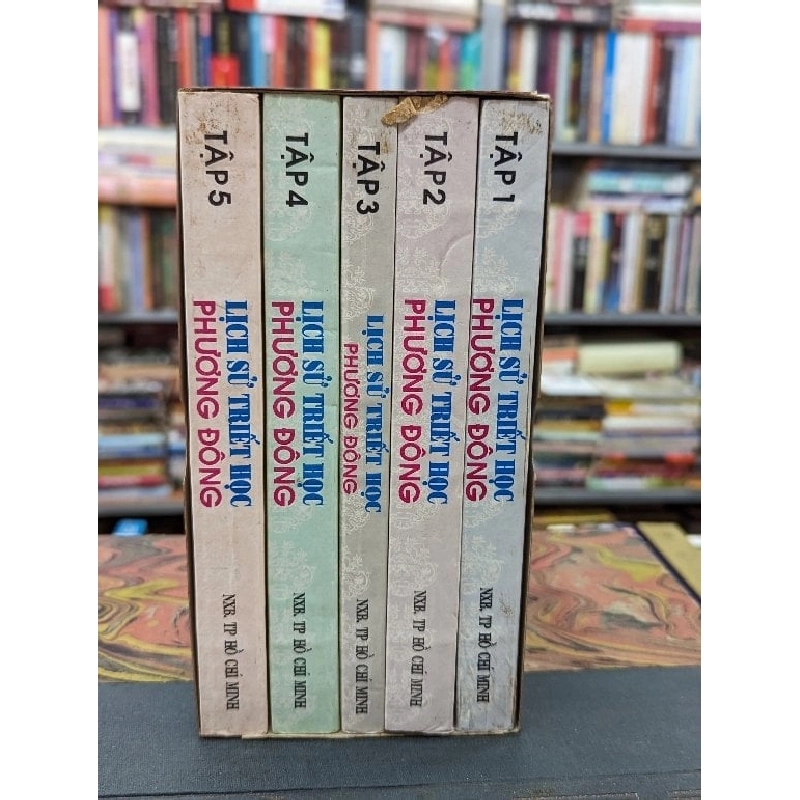 TẬP 5
LỊCH SỬ TRIẾT HỌC
PHƯƠNG ĐÔNG
NXB. TP HỒ CHÍ MINH
TẬP 4
LỊCH SỬ TRIẾT HỌC
PHƯƠNG ĐÔNG
NXB. TP HỒ CHÍ MINH
TẬP 3
LỊCH SỬ TRIẾT HỌC
PHƯƠNG ĐÔNG
NXB. TP HỒ CHÍ MINH
TẬP 2
LỊCH SỬ TRIẾT HỌC
PHƯƠNG ĐÔNG
NXB. TP HỒ CHÍ MINH
TẬP 1
LỊCH SỬ TRIẾT HỌC
PHƯƠNG ĐÔNG
NXB. TP HỒ CHÍ MINH